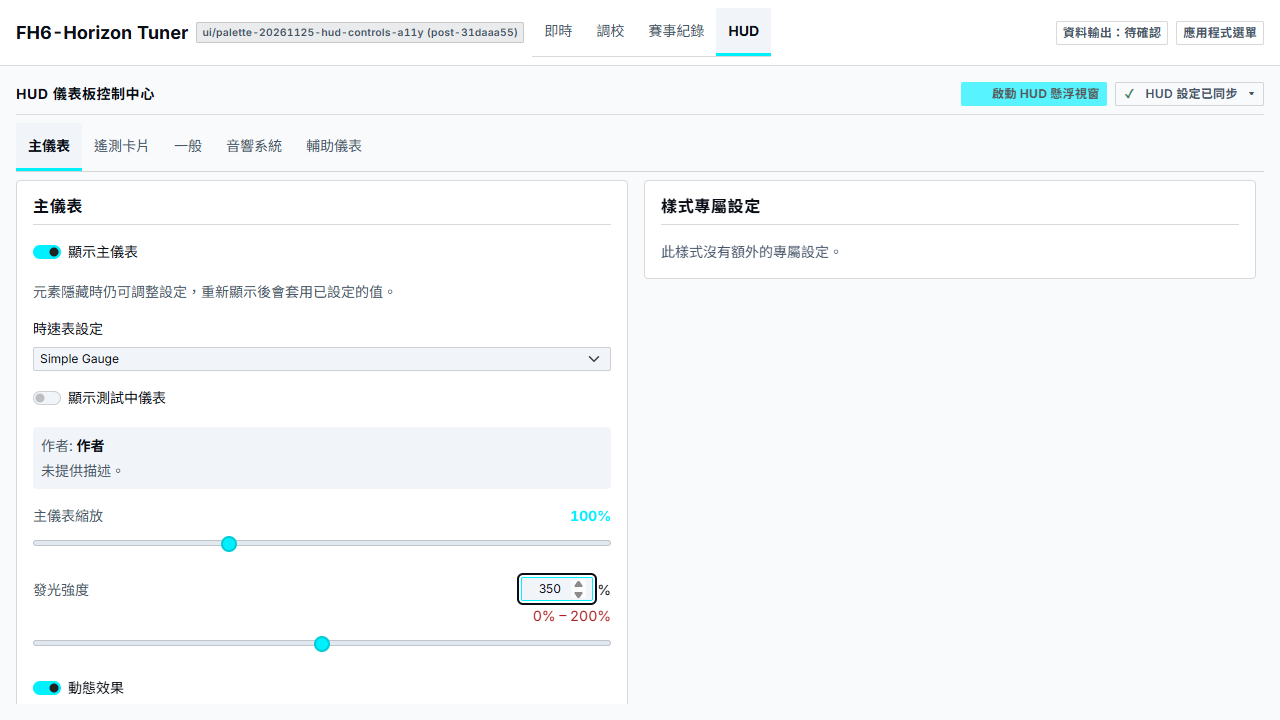 FH6-Horizon Tuner
ui/palette-20261125-hud-controls-a11y (post-31daaa55)
即時
調校
賽事紀錄
HUD
資料輸出：待確認
應用程式選單
HUD 儀表板控制中心
啟動 HUD 懸浮視窗
✓ HUD 設定已同步
主儀表
遙測卡片
一般
音響系統
輔助儀表
主儀表
顯示主儀表
元素隱藏時仍可調整設定，重新顯示後會套用已設定的值。
時速表設定
Simple Gauge
顯示測試中儀表
作者: 作者
未提供描述。
主儀表縮放
100%
發光強度
350 %
0% – 200%
動態效果
樣式專屬設定
此樣式沒有額外的專屬設定。